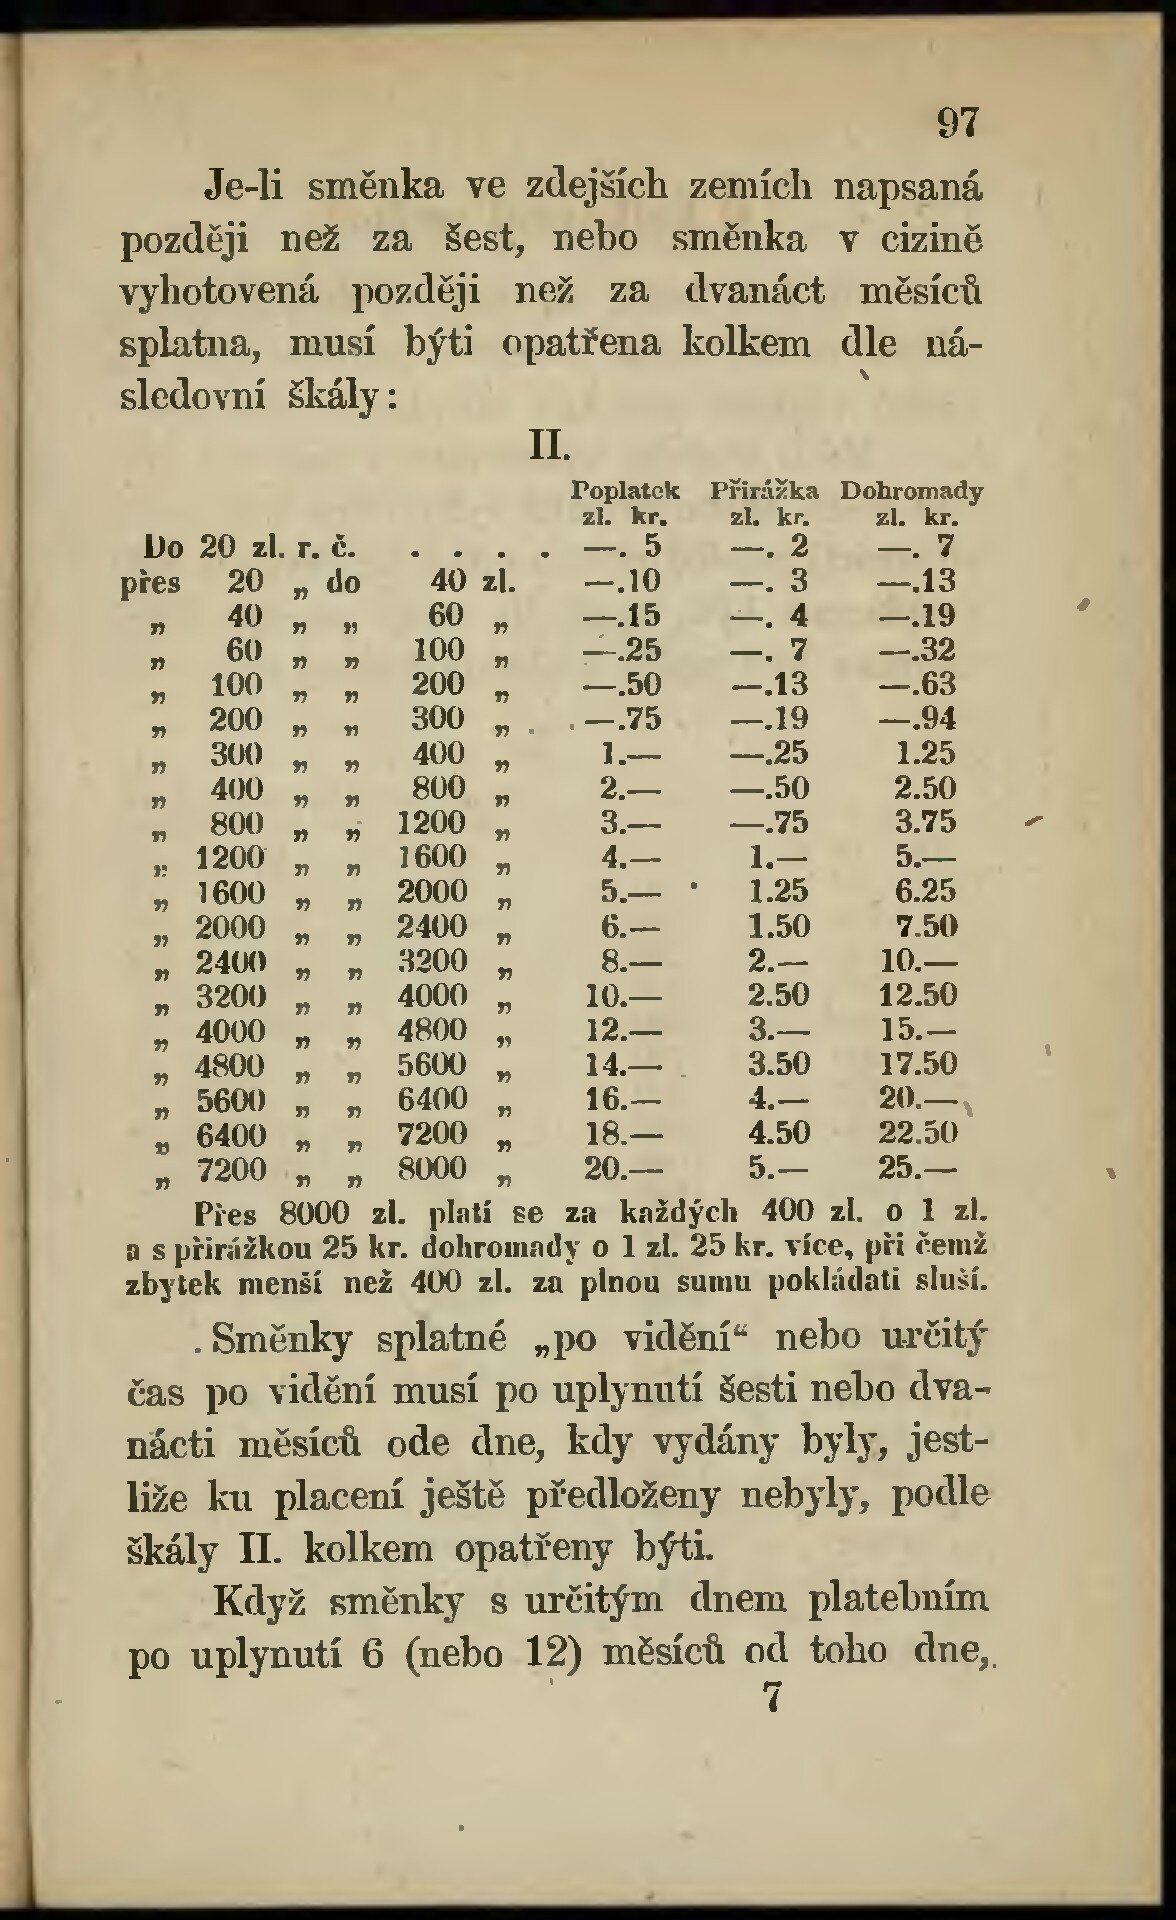 97
Je-li směnka ve zdejších zemích napsaná
později než za šest, nebo směnka v cizině
vyhotovená později než za dvanáct měsíců
splatna, musí býti opatřena kolkem dle ná-
sledovní škály:
II.
Poplatek Přirážka Dohromady
zl. kr. zl. kr. zl. kr.
Do 20 zl. r. č. . . . . —. 5 —. 2 —. 7
přes 20 „ do 40 zl. —.10 —. 3 —.13
„ 40 „ „ 60 „ —.15 —. 4 —.19
„ 60 „ „ 100 „ —.25 —. 7 —.32
„ 100 „ „ 200 „ —.50 —.13 —.63
„ 200 „ „ 300 „ . —.75 —.19 —.94
„ 300 „ „ 400 „ 1.— —.25 1.25
„ 400 „ „ 800 „ 2.— —.50 2.50
„ 800 „ „ 1200 „ 3.— —.75 3.75
„ 1200 „ „ 1600 „ 4.— 1.— 5.—
„ 1600 „ „ 2000 „ 5.— 1.25 6.25
„ 2000 „ „ 2400 „ 6.— 1.50 7.50
„ 2400 „ „ 3200 „ 8.— 2.— 10.—
„ 3200 „ „ 4000 „ 10.— 2.50 12.50
„ 4000 „ „ 4800 „ 12.— 3.— 15.—
„ 4800 „ „ 5600 „ 14.— 3.50 17.50
„ 5600 „ „ 6400 „ 16.— 4.— 20.—
„ 6400 „ „ 7200 „ 18.— 4.50 22.50
„ 7200 „ „ 8000 „ 20.— 5.— 25.—
Přes 8000 zl. platí se za každých 400 zl. o 1 zl.
a s přirážkou 25 kr. dohromady o 1 zl. 25 kr. více, při čemž
zbytek menší než 400 zl. za plnou sumu pokládati sluší.
Směnky splatné „po vidění“ nebo určitý
čas po vidění musí po uplynutí šesti nebo dva-
nácti měsíců ode dne, kdy vydány byly, jest-
liže ku placení ještě předloženy nebyly, podle
škály II. kolkem opatřeny býti.
Když směnky s určitým dnem platebním
po uplynutí 6 (nebo 12) měsíců od toho dne,
7